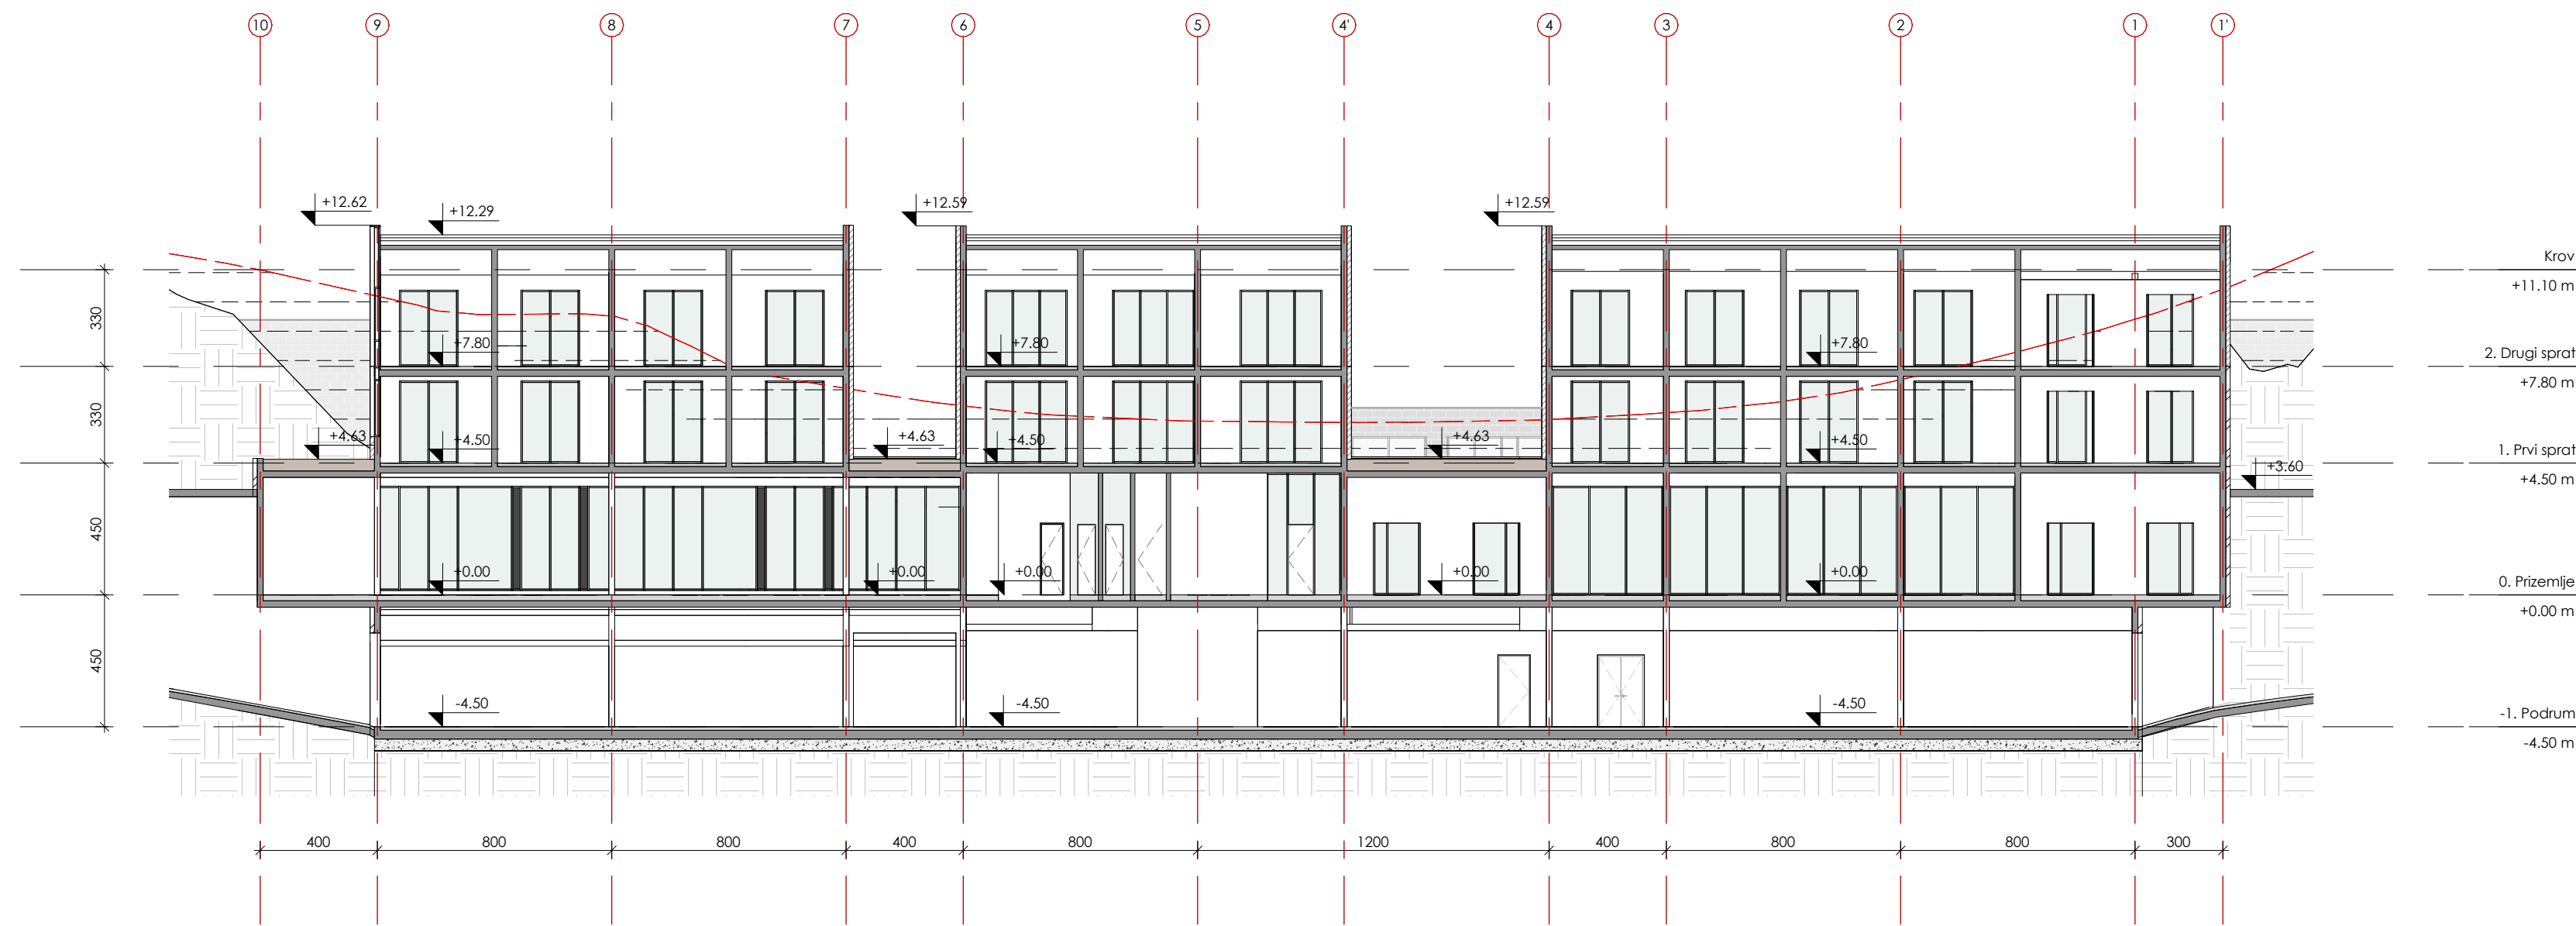 10 9 8 7 6 5 4' 4 3 2 1 1'
+12.62 +12.29 +12.59 +12.59
Krov
+11.10 m
330
+7.80 +7.80 +7.80
2. Drugi sprat
+7.80 m
330
+4.63 +4.50 +4.63 +4.50 +4.63 +4.50
1. Prvi sprat
+4.50 m
+3.60
450
+0.00 +0.00 +0.00 +0.00 +0.00
0. Prizemlje
+0.00 m
450
-4.50 -4.50 -4.50
-1. Podrum
-4.50 m
400 800 800 400 800 1200 400 800 800 300